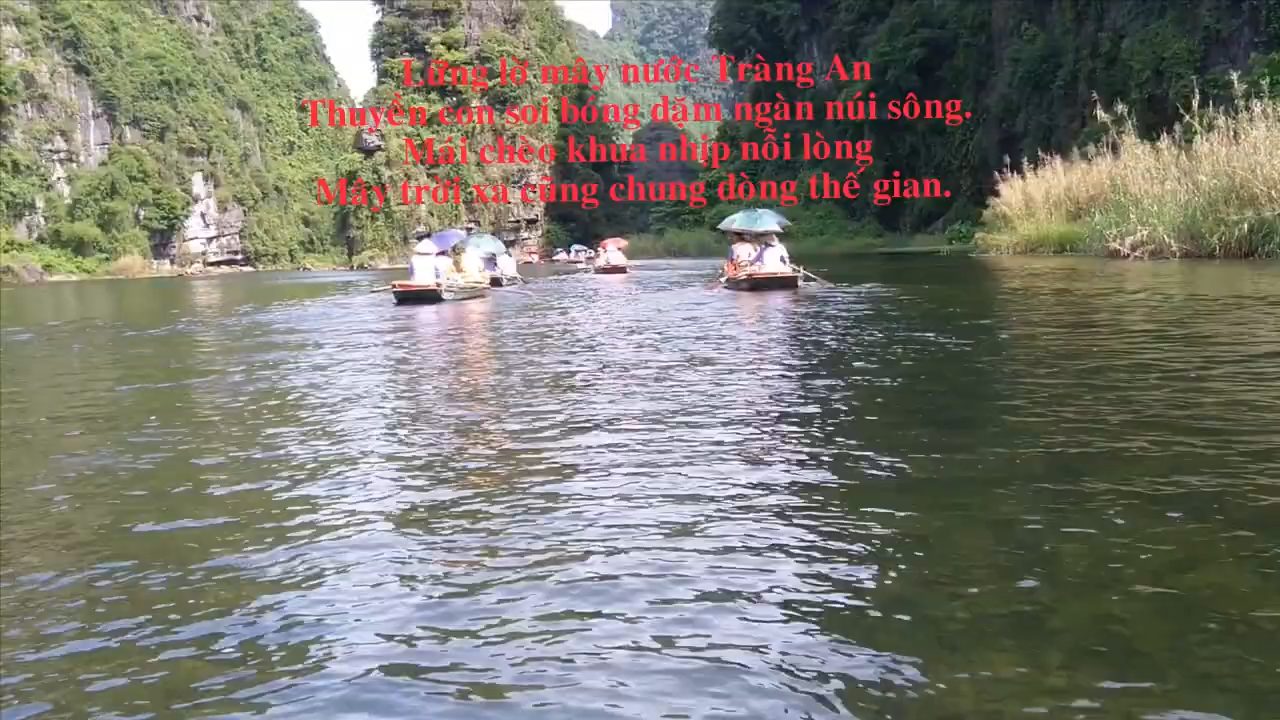 Lững lờ mây nước Tràng An
Thuyền con soi bóng dặm ngàn núi sông.
Mái chèo khua nhịp nỗi lòng
Mây trời xa cũng chung dòng thế gian.